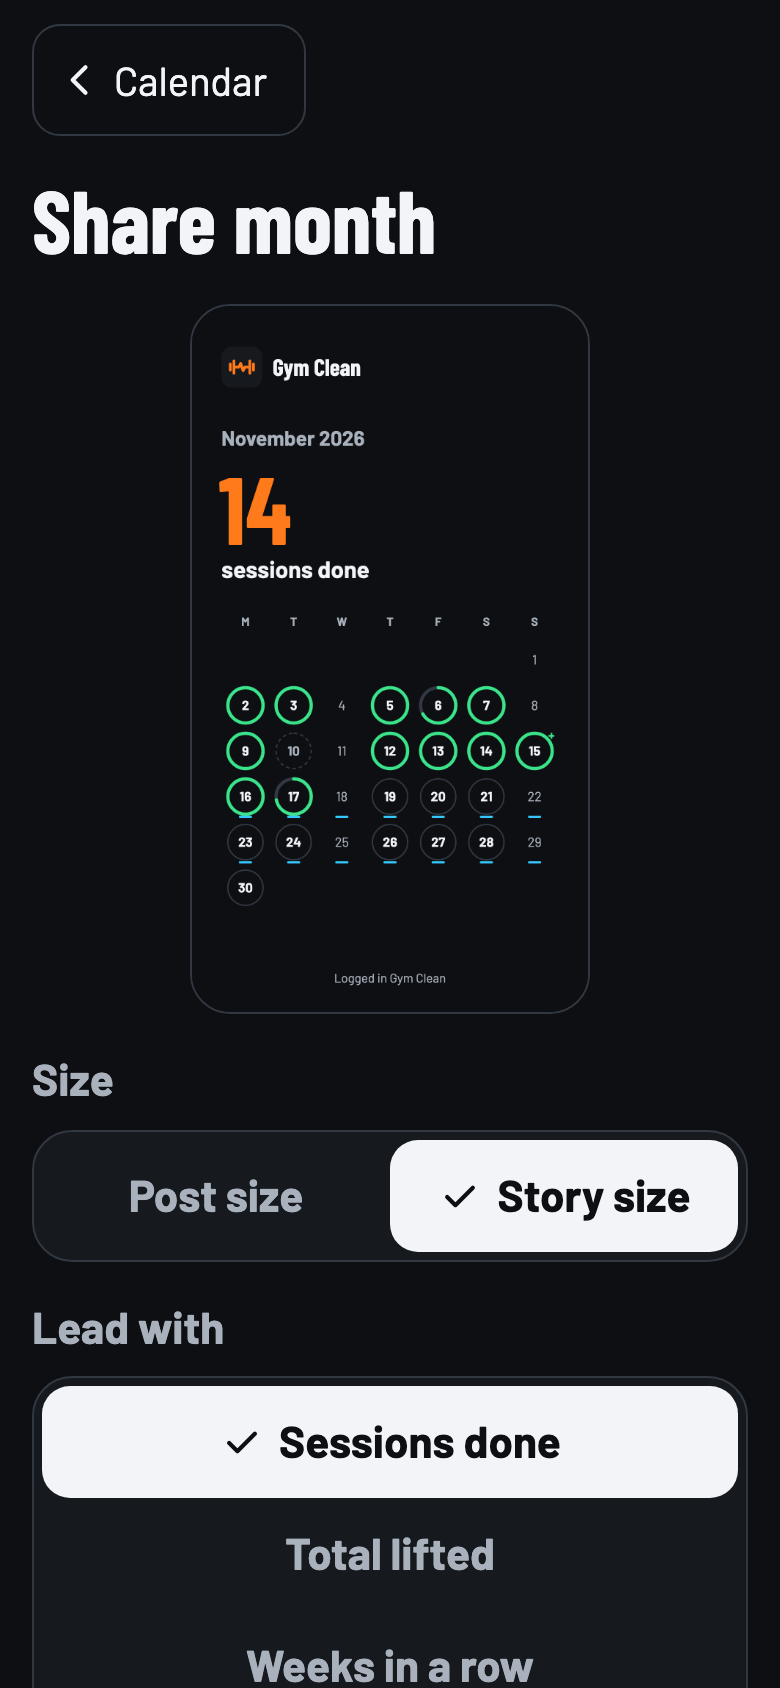 Calendar
Share month
Gym Clean
November 2026
14
sessions done
M T W T F S S
1
2 3 4 5 6 7 8
9 10 11 12 13 14 15
16 17 18 19 20 21 22
23 24 25 26 27 28 29
30
Logged in Gym Clean
Size
Post size Story size
Lead with
Sessions done
Total lifted
Weeks in a row